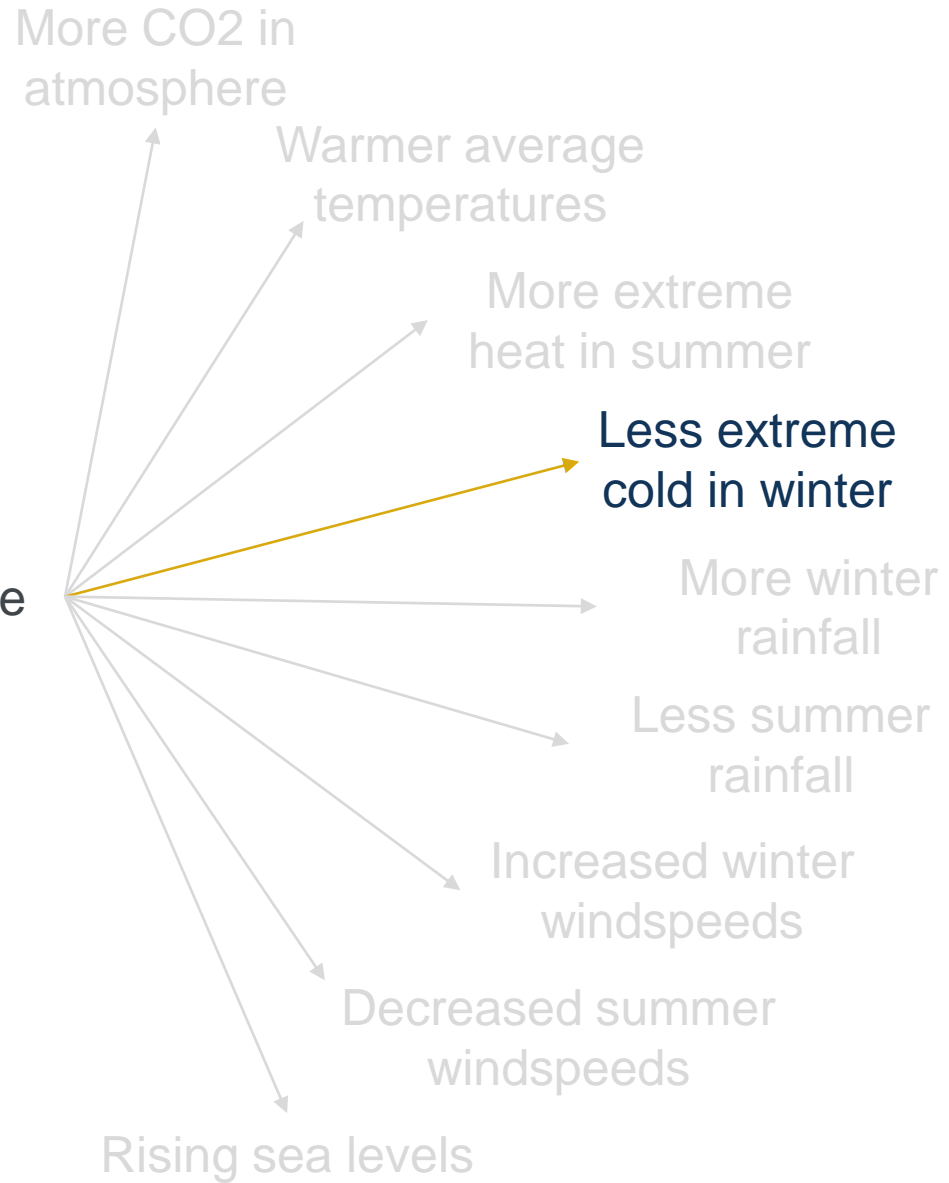 More CO2 in
atmosphere
Warmer average
temperatures
More extreme
heat in summer
Less extreme
cold in winter
e
More winter
rainfall
Less summer
rainfall
Increased winter
windspeeds
Decreased summer
windspeeds
Rising sea levels